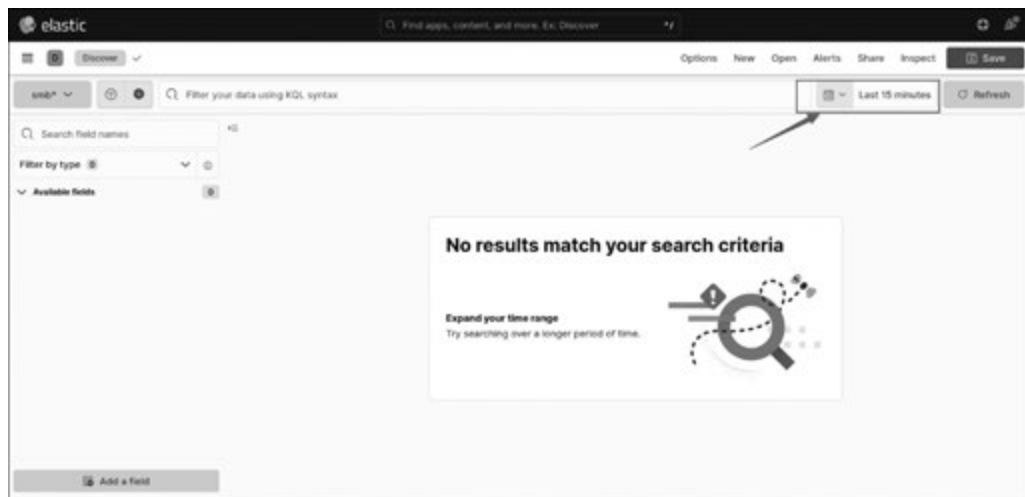 elastic
Find apps, content, and more. Ex: Discover
D Discover
Options New Open Alerts Share Inspect Save
smb*
Filter your data using KQL syntax
Last 15 minutes
Refresh
Search field names
Filter by type 0
Available fields 0
No results match your search criteria
Expand your time range
Try searching over a longer period of time.
Add a field